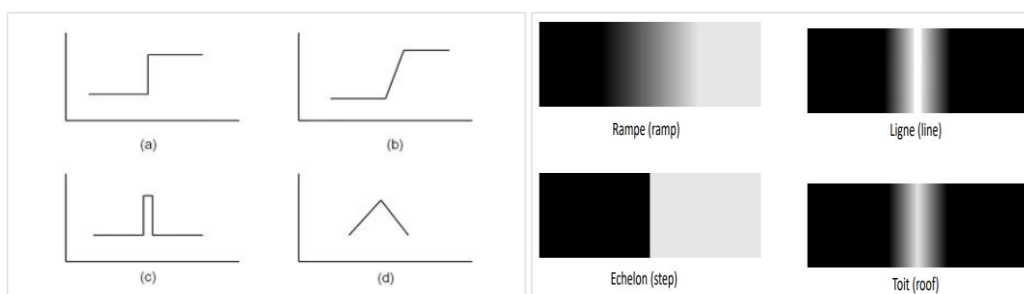 (a)
(b)
(c)
(d)
Rampe (ramp)
Ligne (line)
Echelon (step)
Toit (roof)